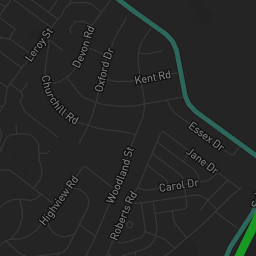 Leroy St
Devon Rd
Oxford Dr
Kent Rd
Churchill Rd
Essex Dr
Jane Dr
Woodland St
Carol Dr
Highview Rd
Roberts Rd